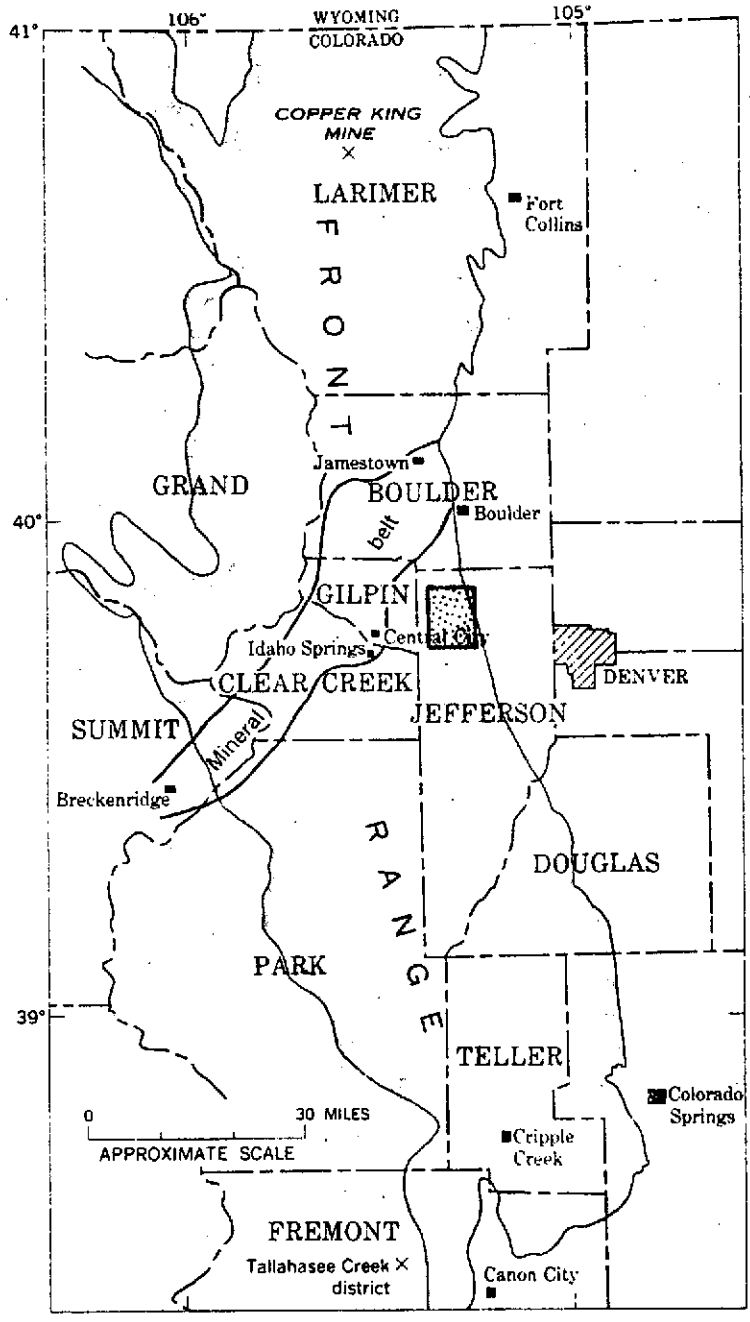 106°
WYOMING
105°
41°
COLORADO
COPPER KING
MINE
LARIMER
Fort
Collins
FRONT
Jamestown
GRAND
BOULDER
Boulder
40°
belt
GILPIN
Central City
Idaho Springs
CLEAR CREEK
DENVER
JEFFERSON
SUMMIT
Mineral
Breckenridge
RANGE
DOUGLAS
PARK
39°
TELLER
Colorado
Springs
0 30 MILES
APPROXIMATE SCALE
Cripple
Creek
FREMONT
Tallahasee Creek
district
Canon City